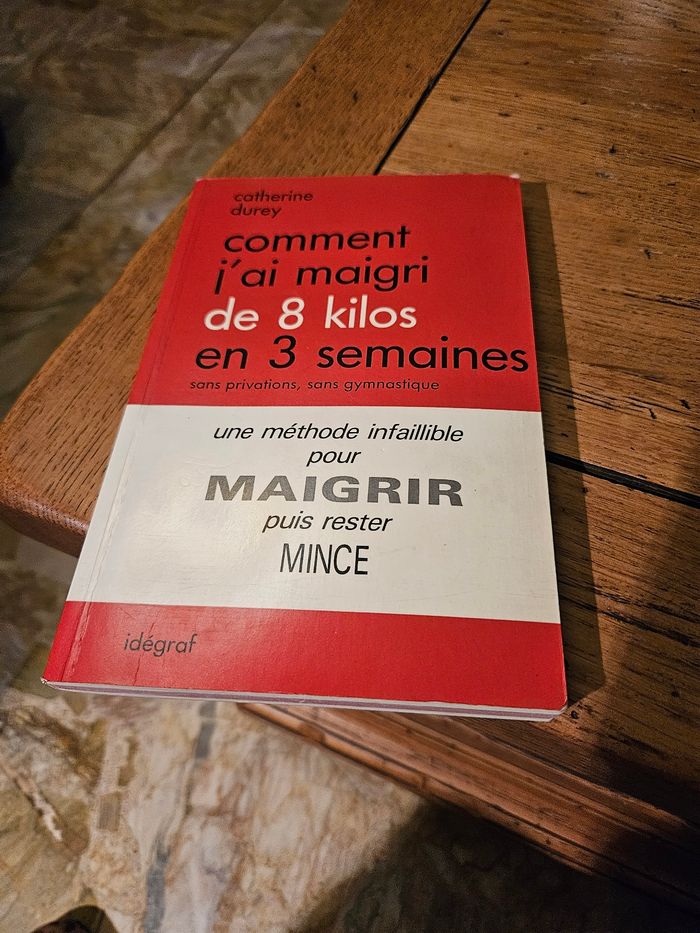 catherine
durey
comment
j'ai maigri
de 8 kilos
en 3 semaines
sans privations, sans gymnastique
une méthode infaillible
pour
MAIGRIR
puis rester
MINCE
idégraf